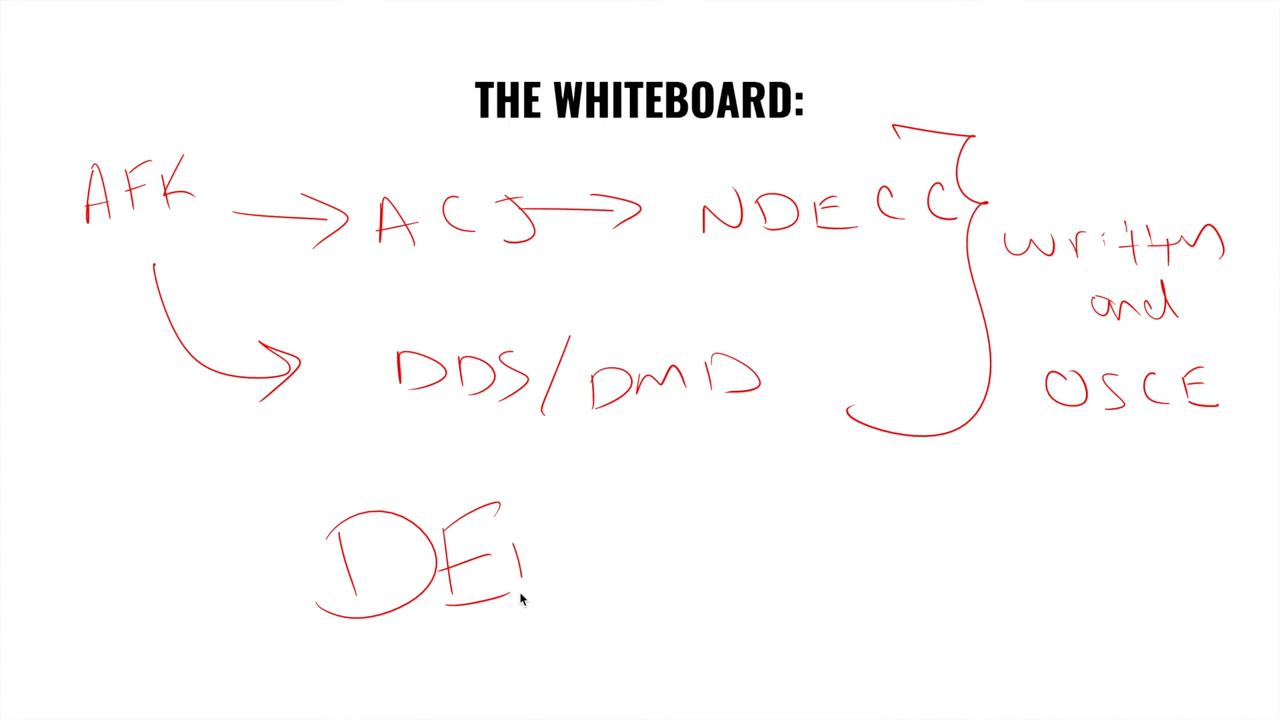 THE WHITEBOARD:
AFK → ACJ → NDECC
written
and
OSCE
DDS/DMD
DE